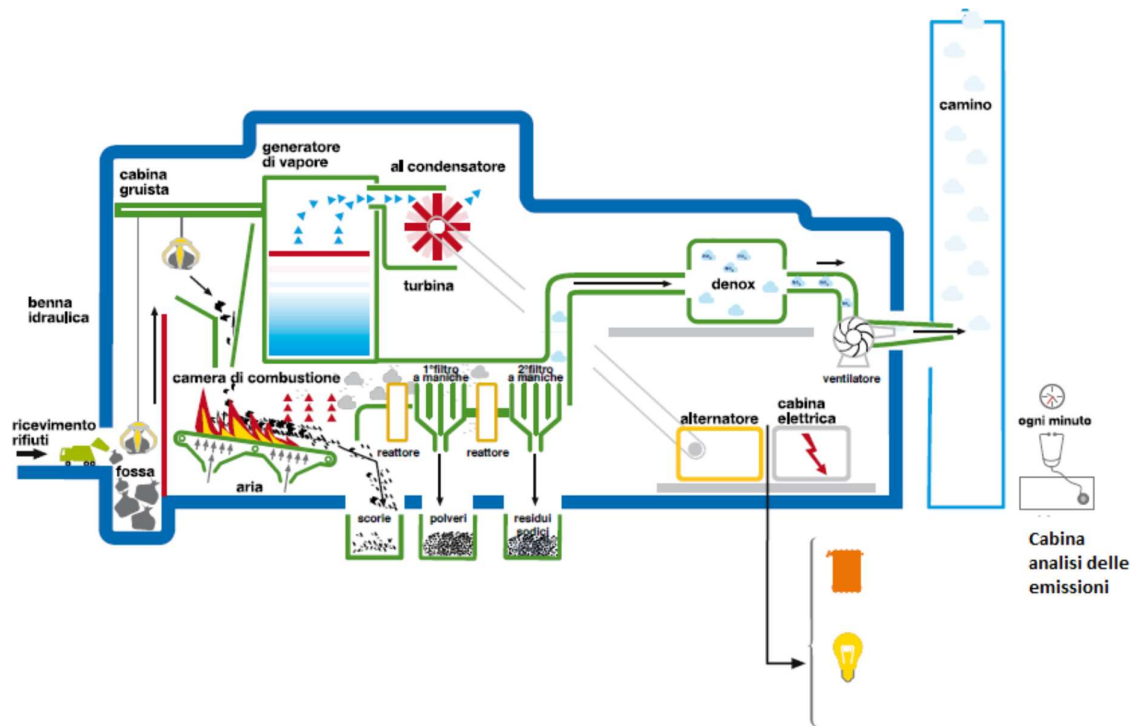 camino
generatore
di vapore
al condensatore
cabina
gruista
turbina
denox
benna
idraulica
camera di combustione
1°filtro
a maniche
2°filtro
a maniche
ventilatore
ricevimento
rifiuti
fossa
aria
reattore
reattore
alternatore
cabina
elettrica
ogni minuto
scorie
polveri
residui
sodici
Cabina
analisi delle
emissioni